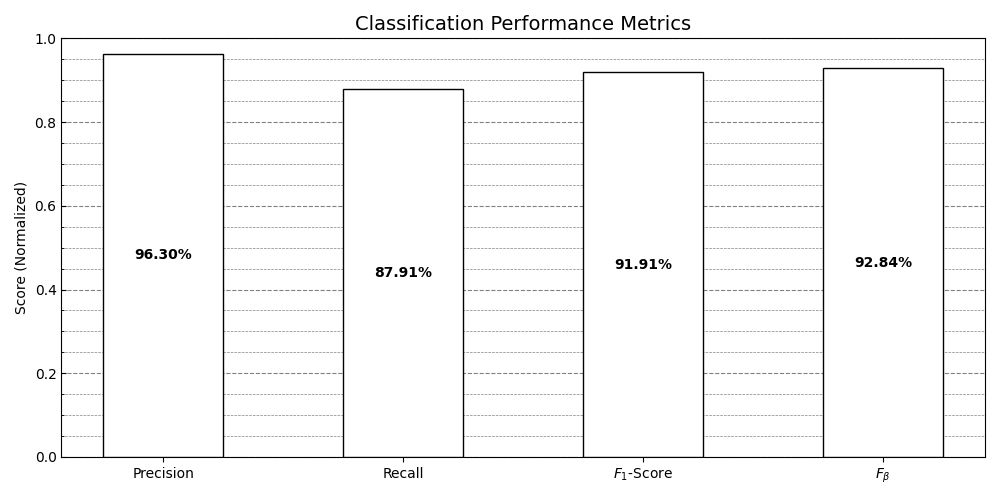 Classification Performance Metrics
Score (Normalized)
1.0
0.8
0.6
0.4
0.2
0.0
96.30%
87.91%
91.91%
92.84%
Precision
Recall
F₁-Score
Fᵦ